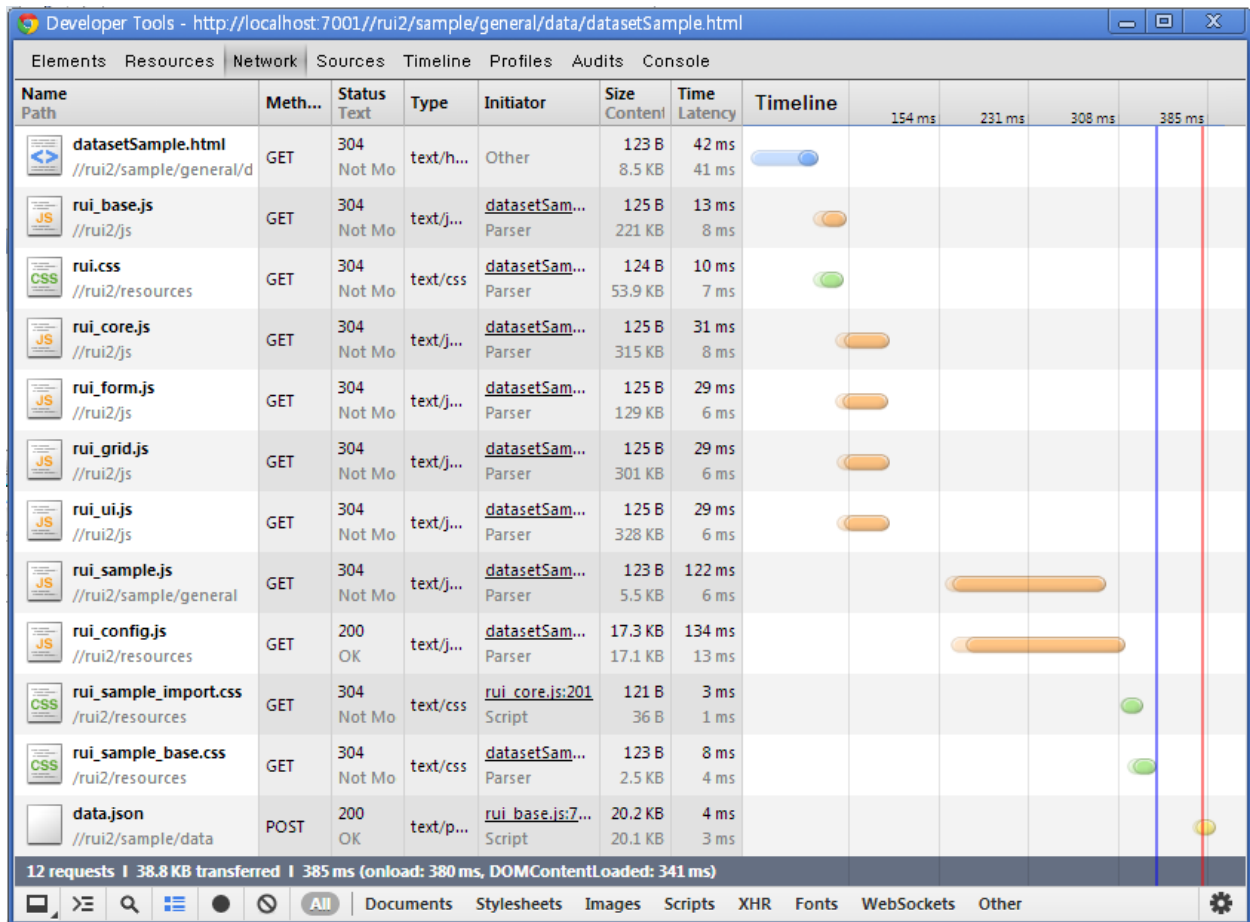 Developer Tools - http://localhost:7001//rui2/sample/general/data/datasetSample.html
Elements Resources Network Sources Timeline Profiles Audits Console
Name Meth... Status Type Initiator Size Time Timeline
Path Text Content Latency 154 ms 231 ms 308 ms 385 ms
datasetSample.html GET 304 text/h... Other 123 B 42 ms
//rui2/sample/general/d Not Mo 8.5 KB 41 ms
rui_base.js GET 304 text/j... datasetSam... 125 B 13 ms
//rui2/js Not Mo Parser 221 KB 8 ms
rui.css GET 304 text/css datasetSam... 124 B 10 ms
//rui2/resources Not Mo Parser 53.9 KB 7 ms
rui_core.js GET 304 text/j... datasetSam... 125 B 31 ms
//rui2/js Not Mo Parser 315 KB 8 ms
rui_form.js GET 304 text/j... datasetSam... 125 B 29 ms
//rui2/js Not Mo Parser 129 KB 6 ms
rui_grid.js GET 304 text/j... datasetSam... 125 B 29 ms
//rui2/js Not Mo Parser 301 KB 6 ms
rui_ui.js GET 304 text/j... datasetSam... 125 B 29 ms
//rui2/js Not Mo Parser 328 KB 6 ms
rui_sample.js GET 304 text/j... datasetSam... 123 B 122 ms
//rui2/sample/general Not Mo Parser 5.5 KB 6 ms
rui_config.js GET 200 text/j... datasetSam... 17.3 KB 134 ms
//rui2/resources OK Parser 17.1 KB 13 ms
rui_sample_import.css GET 304 text/css rui_core.js:201 121 B 3 ms
/rui2/resources Not Mo Script 36 B 1 ms
rui_sample_base.css GET 304 text/css datasetSam... 123 B 8 ms
/rui2/resources Not Mo Parser 2.5 KB 4 ms
data.json POST 200 text/p... rui_base.js:7... 20.2 KB 4 ms
//rui2/sample/data OK Script 20.1 KB 3 ms
12 requests | 38.8 KB transferred | 385 ms (onload: 380 ms, DOMContentLoaded: 341 ms)
All Documents Stylesheets Images Scripts XHR Fonts WebSockets Other